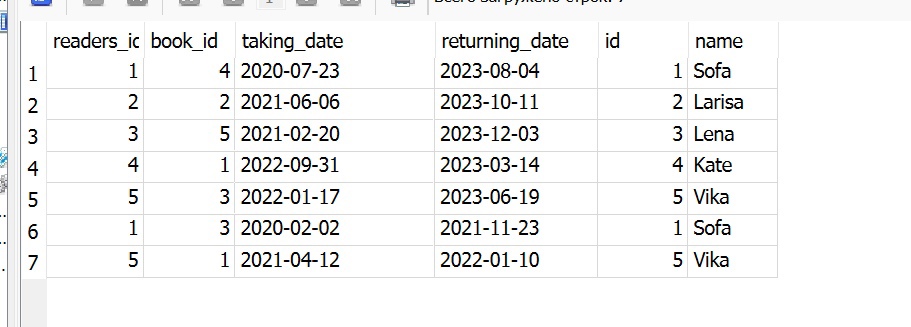 Всего загружено строк: 7
readers_id book_id taking_date returning_date id name
1 1 4 2020-07-23 2023-08-04 1 Sofa
2 2 2 2021-06-06 2023-10-11 2 Larisa
3 3 5 2021-02-20 2023-12-03 3 Lena
4 4 1 2022-09-31 2023-03-14 4 Kate
5 5 3 2022-01-17 2023-06-19 5 Vika
6 1 3 2020-02-02 2021-11-23 1 Sofa
7 5 1 2021-04-12 2022-01-10 5 Vika